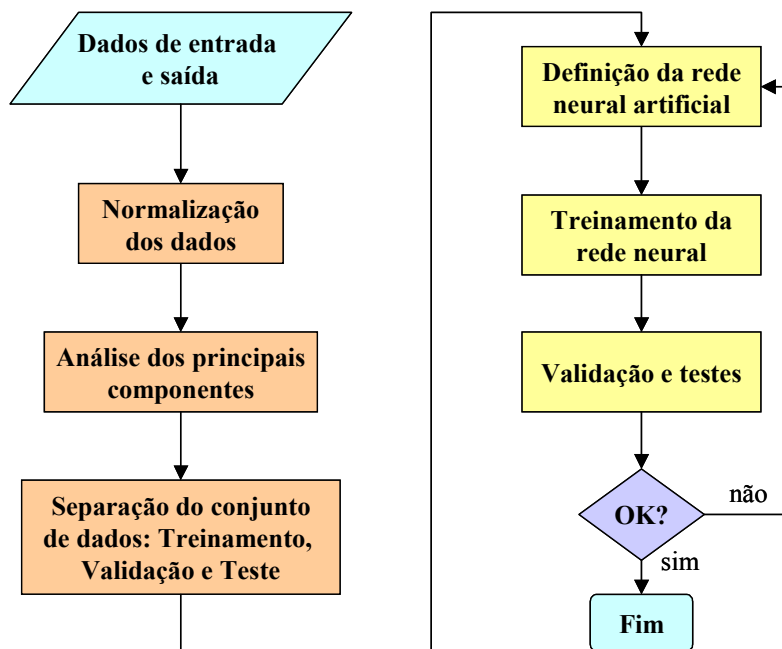 Dados de entrada
e saída
Normalização
dos dados
Análise dos principais
componentes
Separação do conjunto
de dados: Treinamento,
Validação e Teste
Definição da rede
neural artificial
Treinamento da
rede neural
Validação e testes
OK?
não
sim
Fim